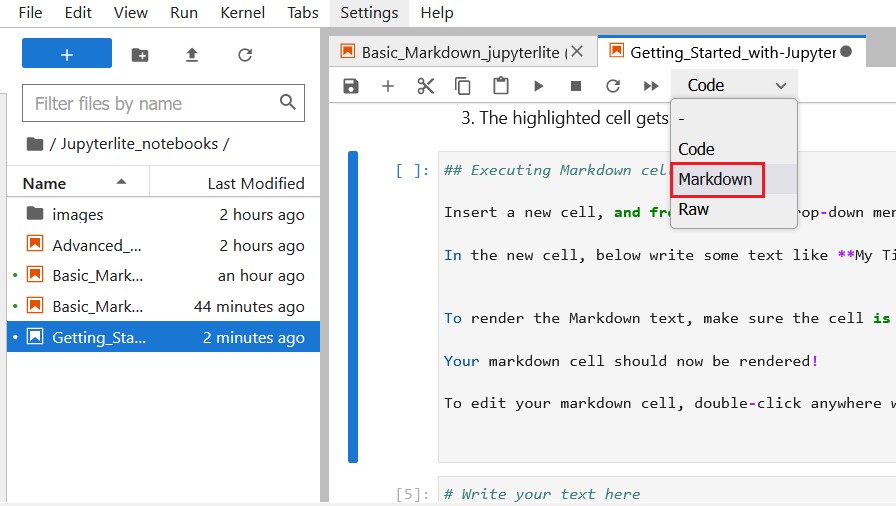 File Edit View Run Kernel Tabs Settings Help
+
Filter files by name
/ Jupyterlite_notebooks /
Name Last Modified
images 2 hours ago
Advanced_... 2 hours ago
Basic_Mark... an hour ago
Basic_Mark... 44 minutes ago
Getting_Sta... 2 minutes ago
Basic_Markdown_jupyterlite (
Getting_Started_with-Jupyter
Code
-
Code
Markdown
Raw
3. The highlighted cell gets
[ ]: ## Executing Markdown cel
Insert a new cell, and fr rop-down men
In the new cell, below write some text like **My Ti
To render the Markdown text, make sure the cell is
Your markdown cell should now be rendered!
To edit your markdown cell, double-click anywhere w
[5]: # Write your text here